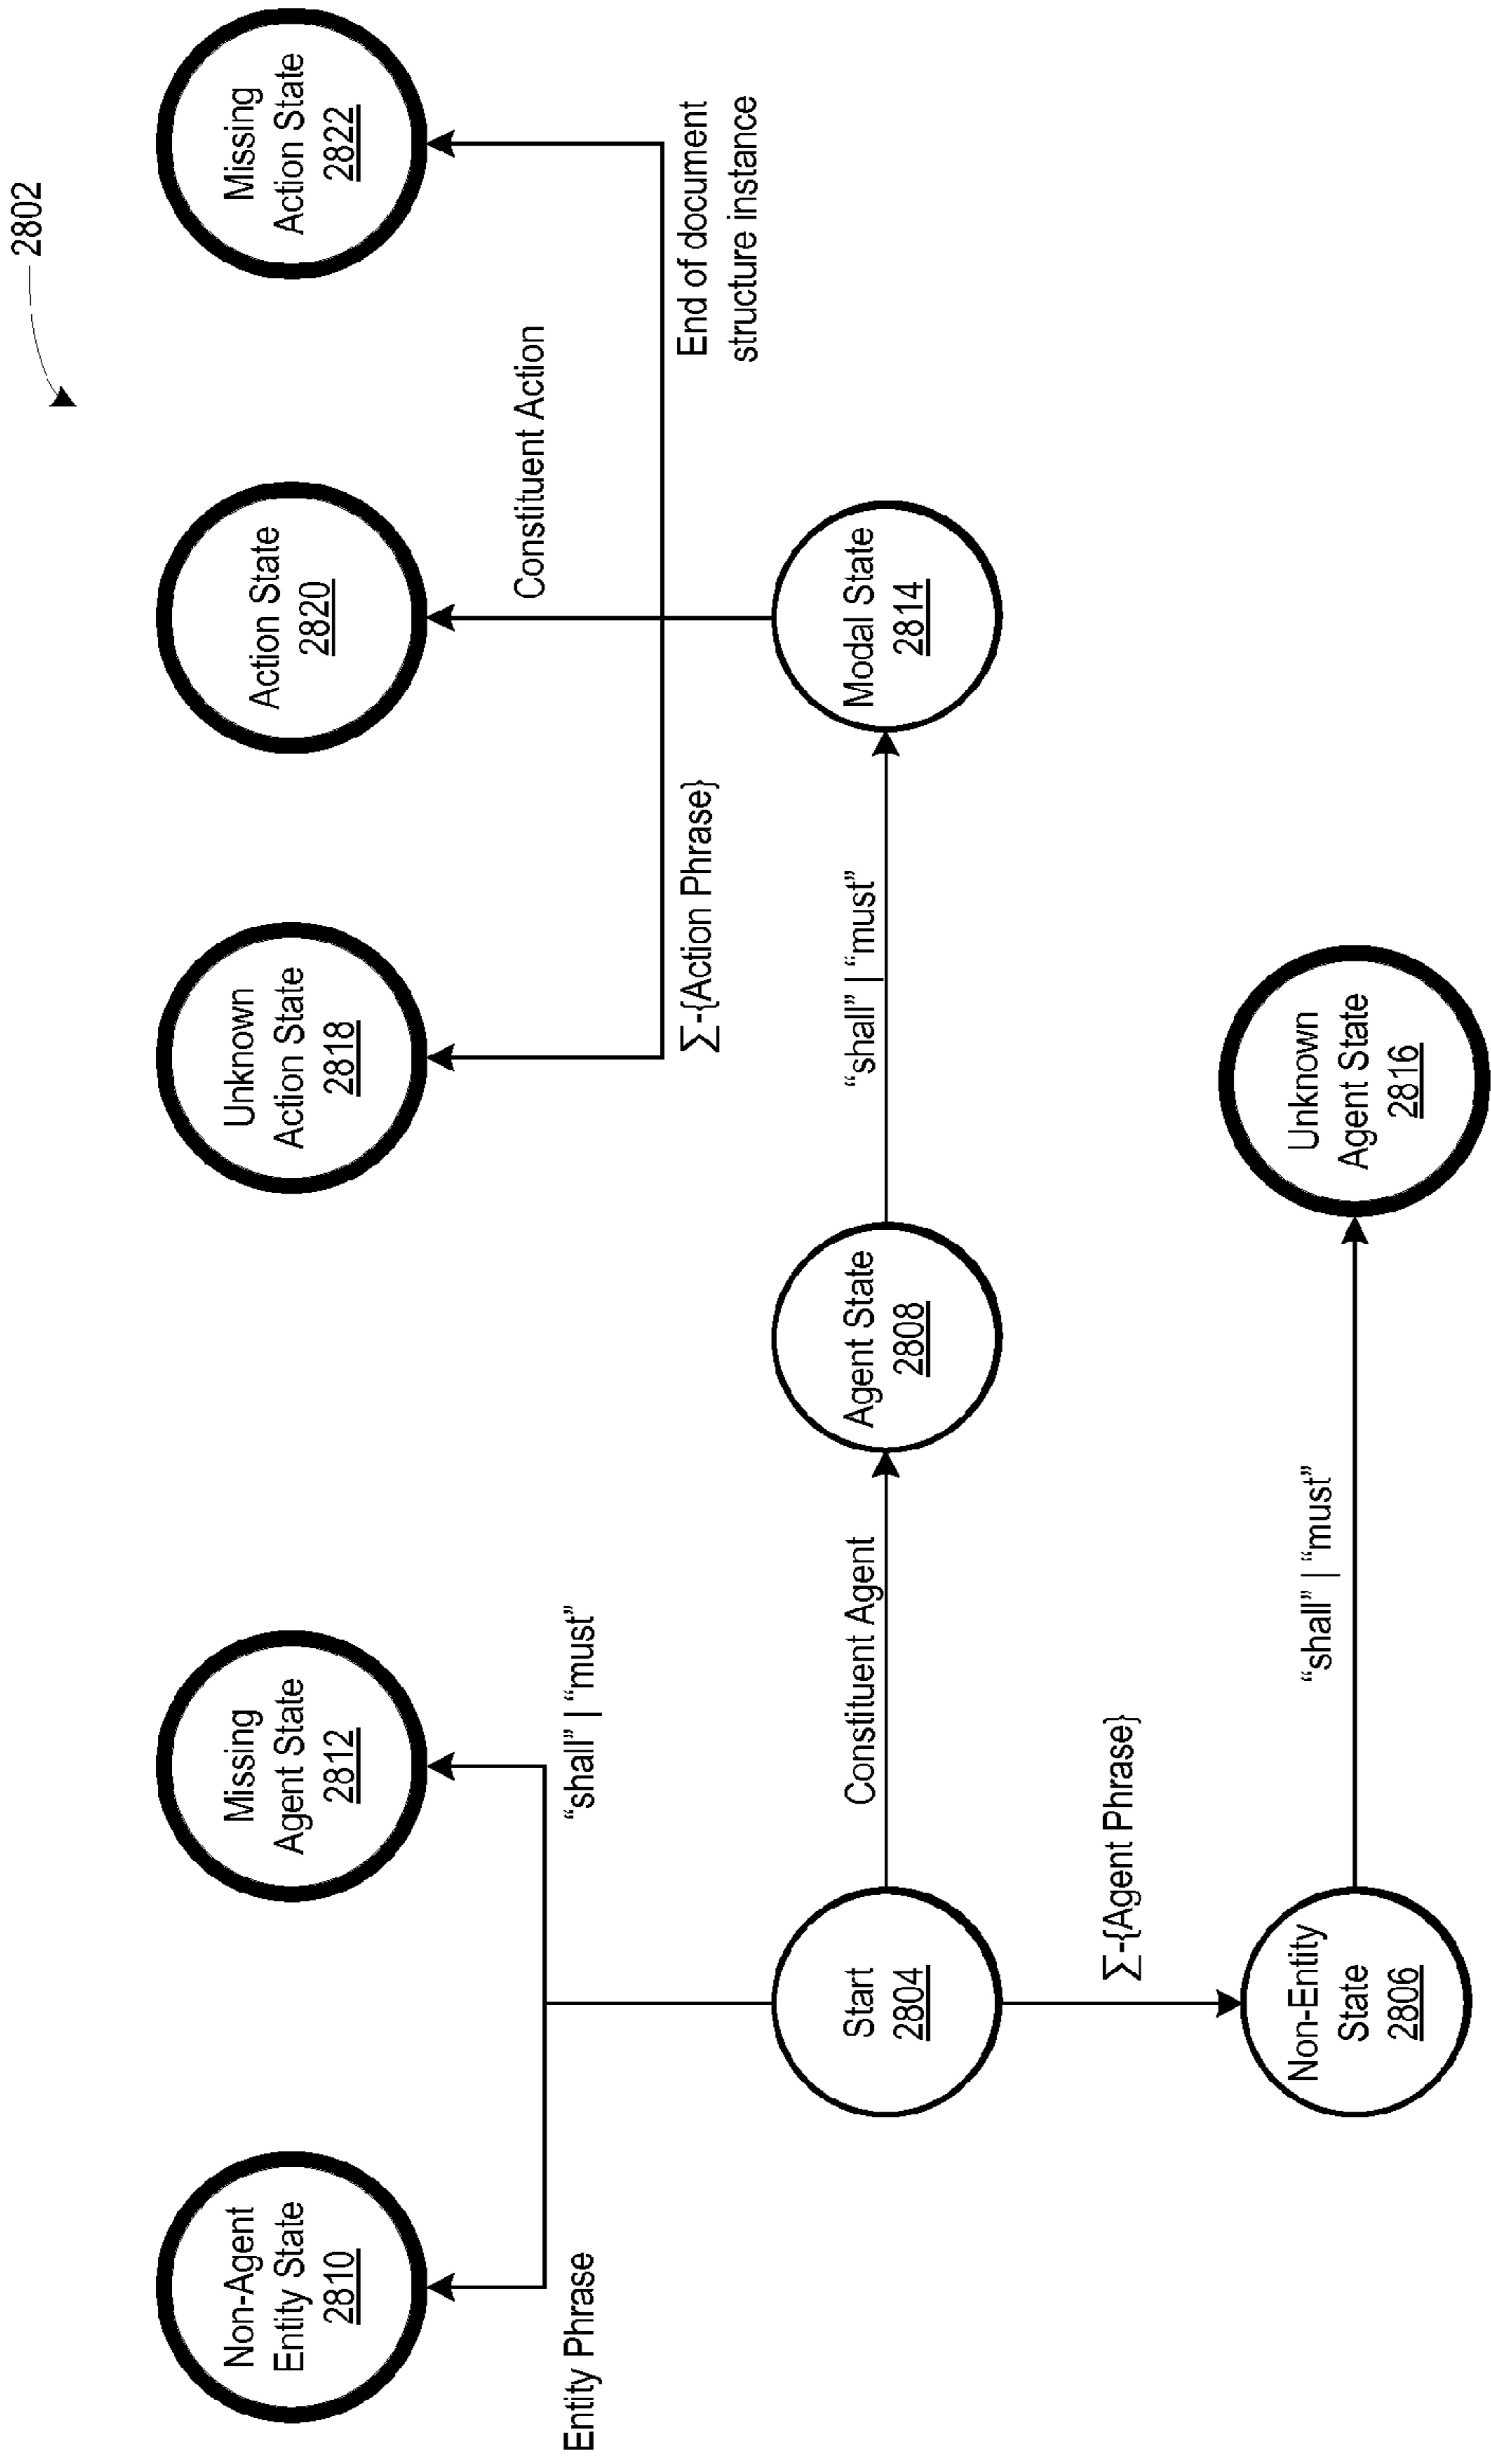 2802
Non-Agent
Entity State
2810
Missing
Agent State
2812
Unknown
Action State
2818
Action State
2820
Missing
Action State
2822
Entity Phrase
“shall” | “must”
Σ-{Action Phrase}
Constituent Action
End of document
structure instance
Start
2804
Constituent Agent
Agent State
2808
“shall” | “must”
Modal State
2814
Σ-{Agent Phrase}
Non-Entity
State
2806
“shall” | “must”
Unknown
Agent State
2816